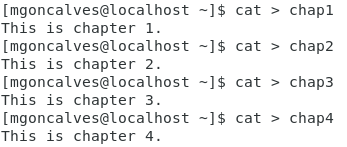 [mgoncalves@localhost ~]$ cat > chap1
This is chapter 1.
[mgoncalves@localhost ~]$ cat > chap2
This is chapter 2.
[mgoncalves@localhost ~]$ cat > chap3
This is chapter 3.
[mgoncalves@localhost ~]$ cat > chap4
This is chapter 4.